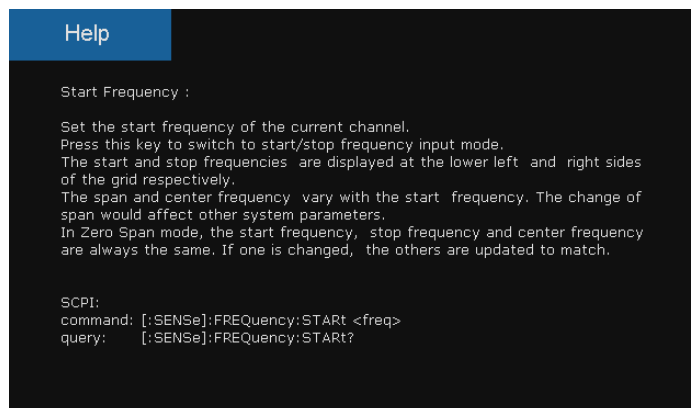 Help
Start Frequency :
Set the start frequency of the current channel.
Press this key to switch to start/stop frequency input mode.
The start and stop frequencies  are displayed at the lower left  and  right sides
of the grid respectively.
The span and center frequency  vary with the start  frequency. The change of
span would affect other system parameters.
In Zero Span mode, the start frequency,  stop frequency and center frequency
are always the same. If one is changed,  the others are updated to match.
SCPI:
command: [:SENSe]:FREQuency:STARt <freq>
query:     [:SENSe]:FREQuency:STARt?